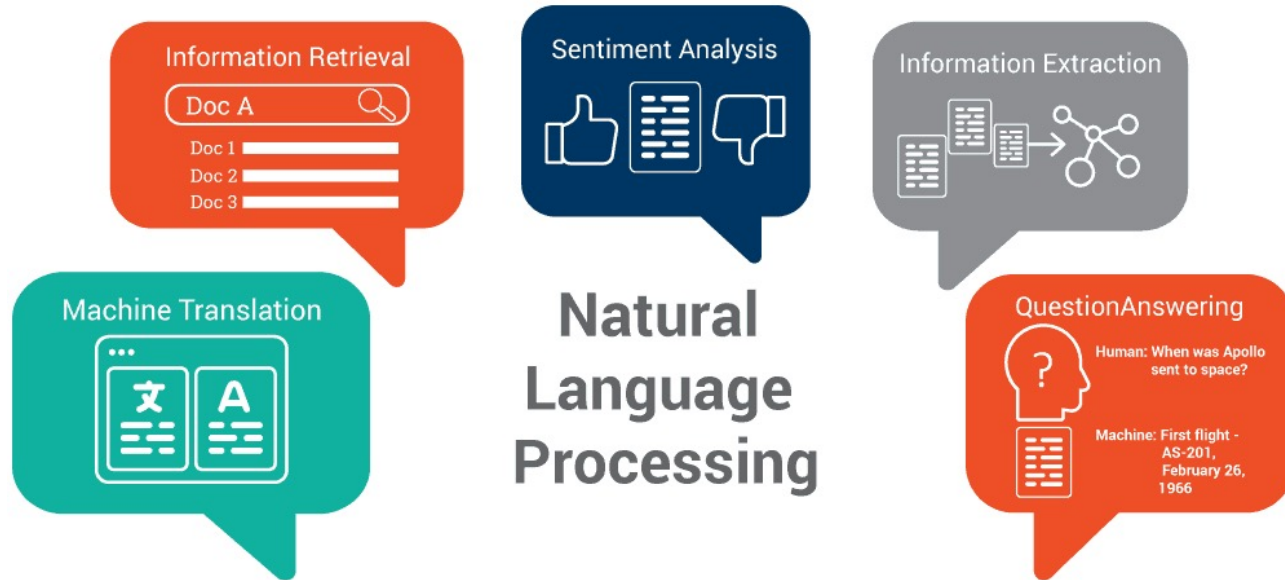 Information Retrieval
Doc A
Doc 1
Doc 2
Doc 3
Sentiment Analysis
Information Extraction
Machine Translation
文 A
Natural
Language
Processing
QuestionAnswering
?
Human: When was Apollo
sent to space?
Machine: First flight -
AS-201,
February 26,
1966